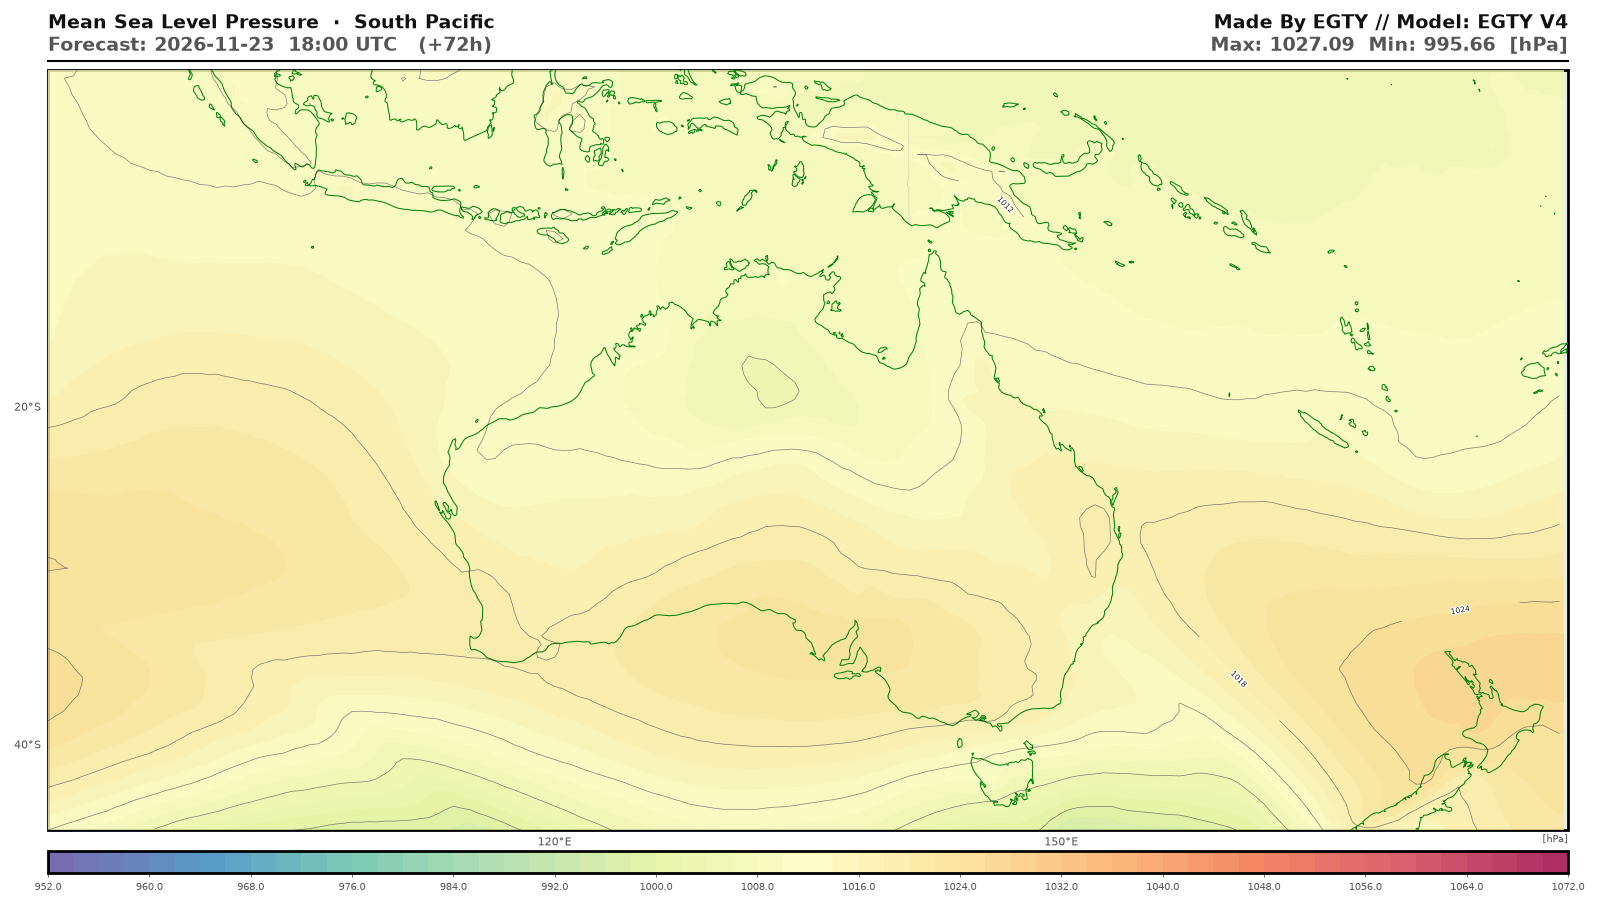 Mean Sea Level Pressure · South Pacific
Made By EGTY // Model: EGTY V4
Forecast: 2026-11-23 18:00 UTC (+72h)
Max: 1027.09 Min: 995.66 [hPa]
1012
20°S
1024
1018
40°S
120°E
150°E
[hPa]
952.0 960.0 968.0 976.0 984.0 992.0 1000.0 1008.0 1016.0 1024.0 1032.0 1040.0 1048.0 1056.0 1064.0 1072.0